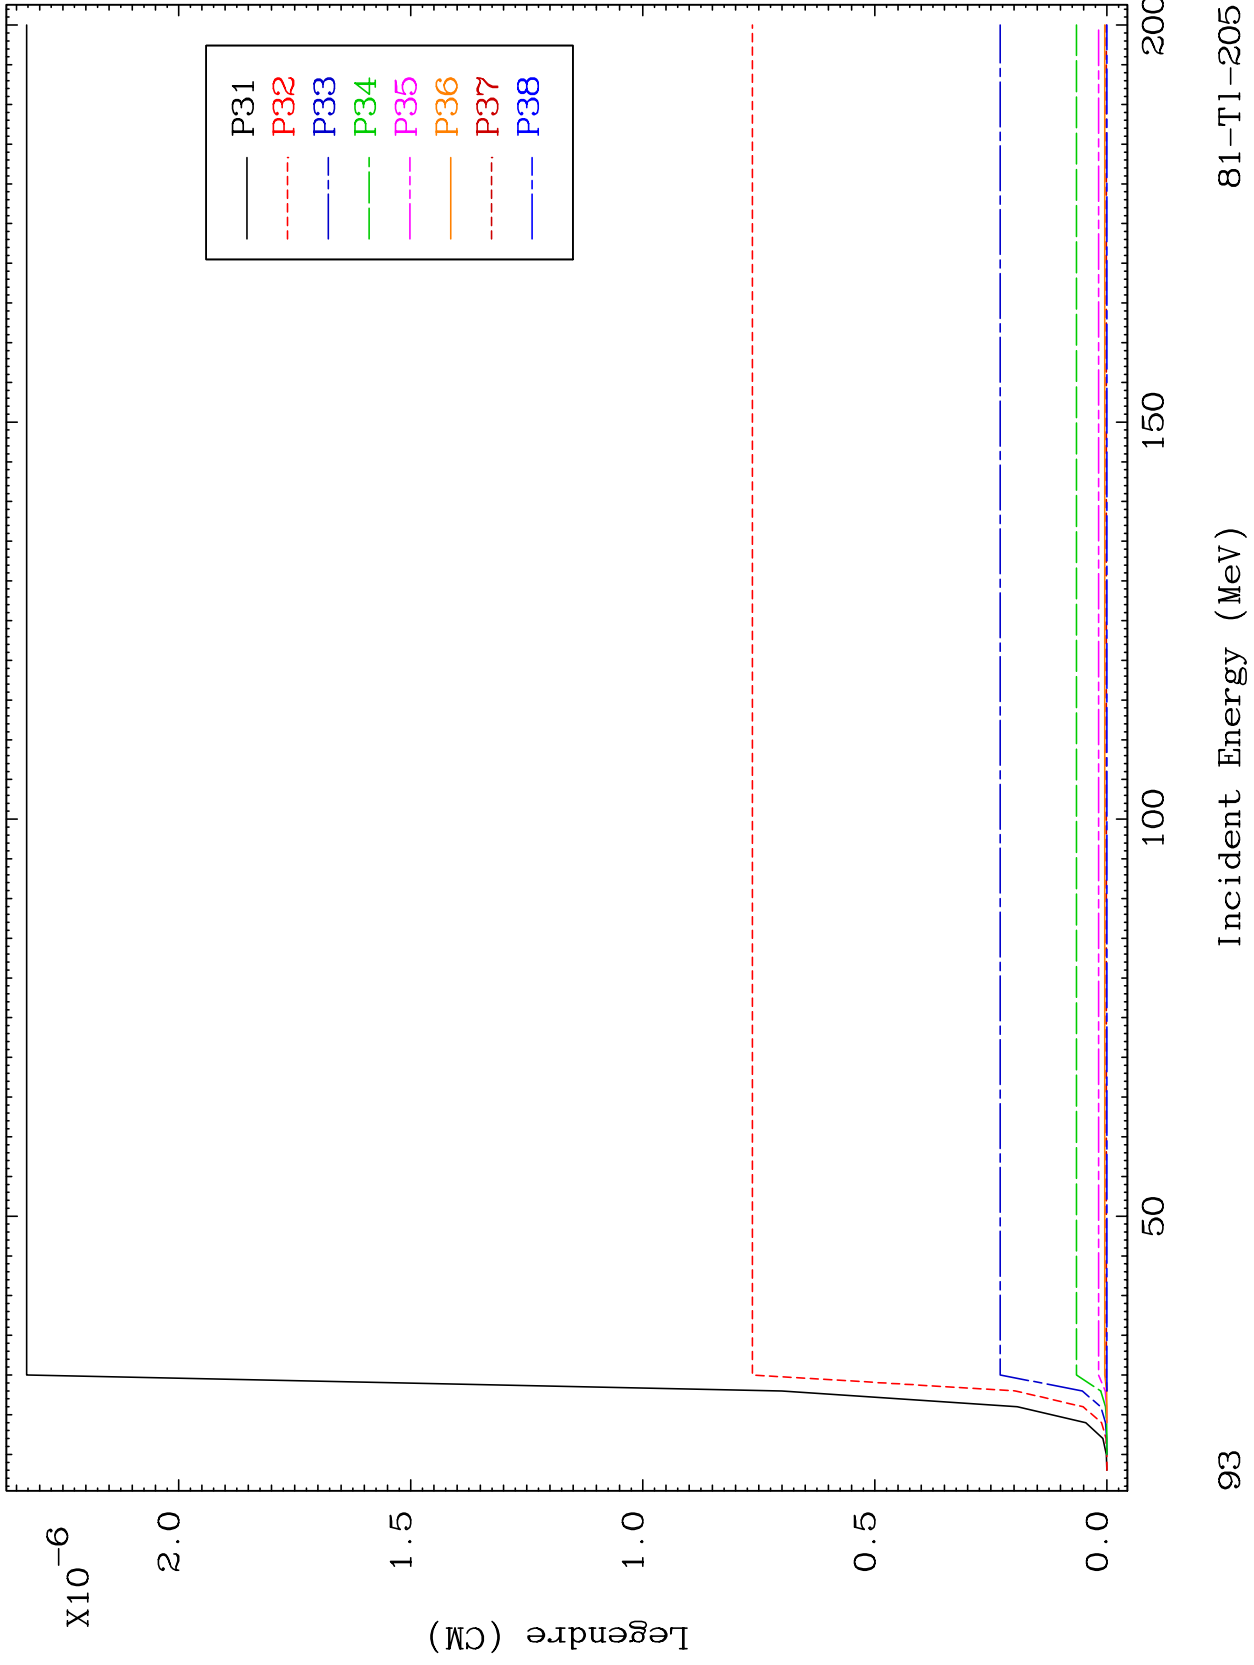 X10-6
2.0
1.5
1.0
0.5
0.0
Legendre (CM)
P31
P32
P33
P34
P35
P36
P37
P38
50
100
150
200
Incident Energy (MeV)
93
81-Tl-205